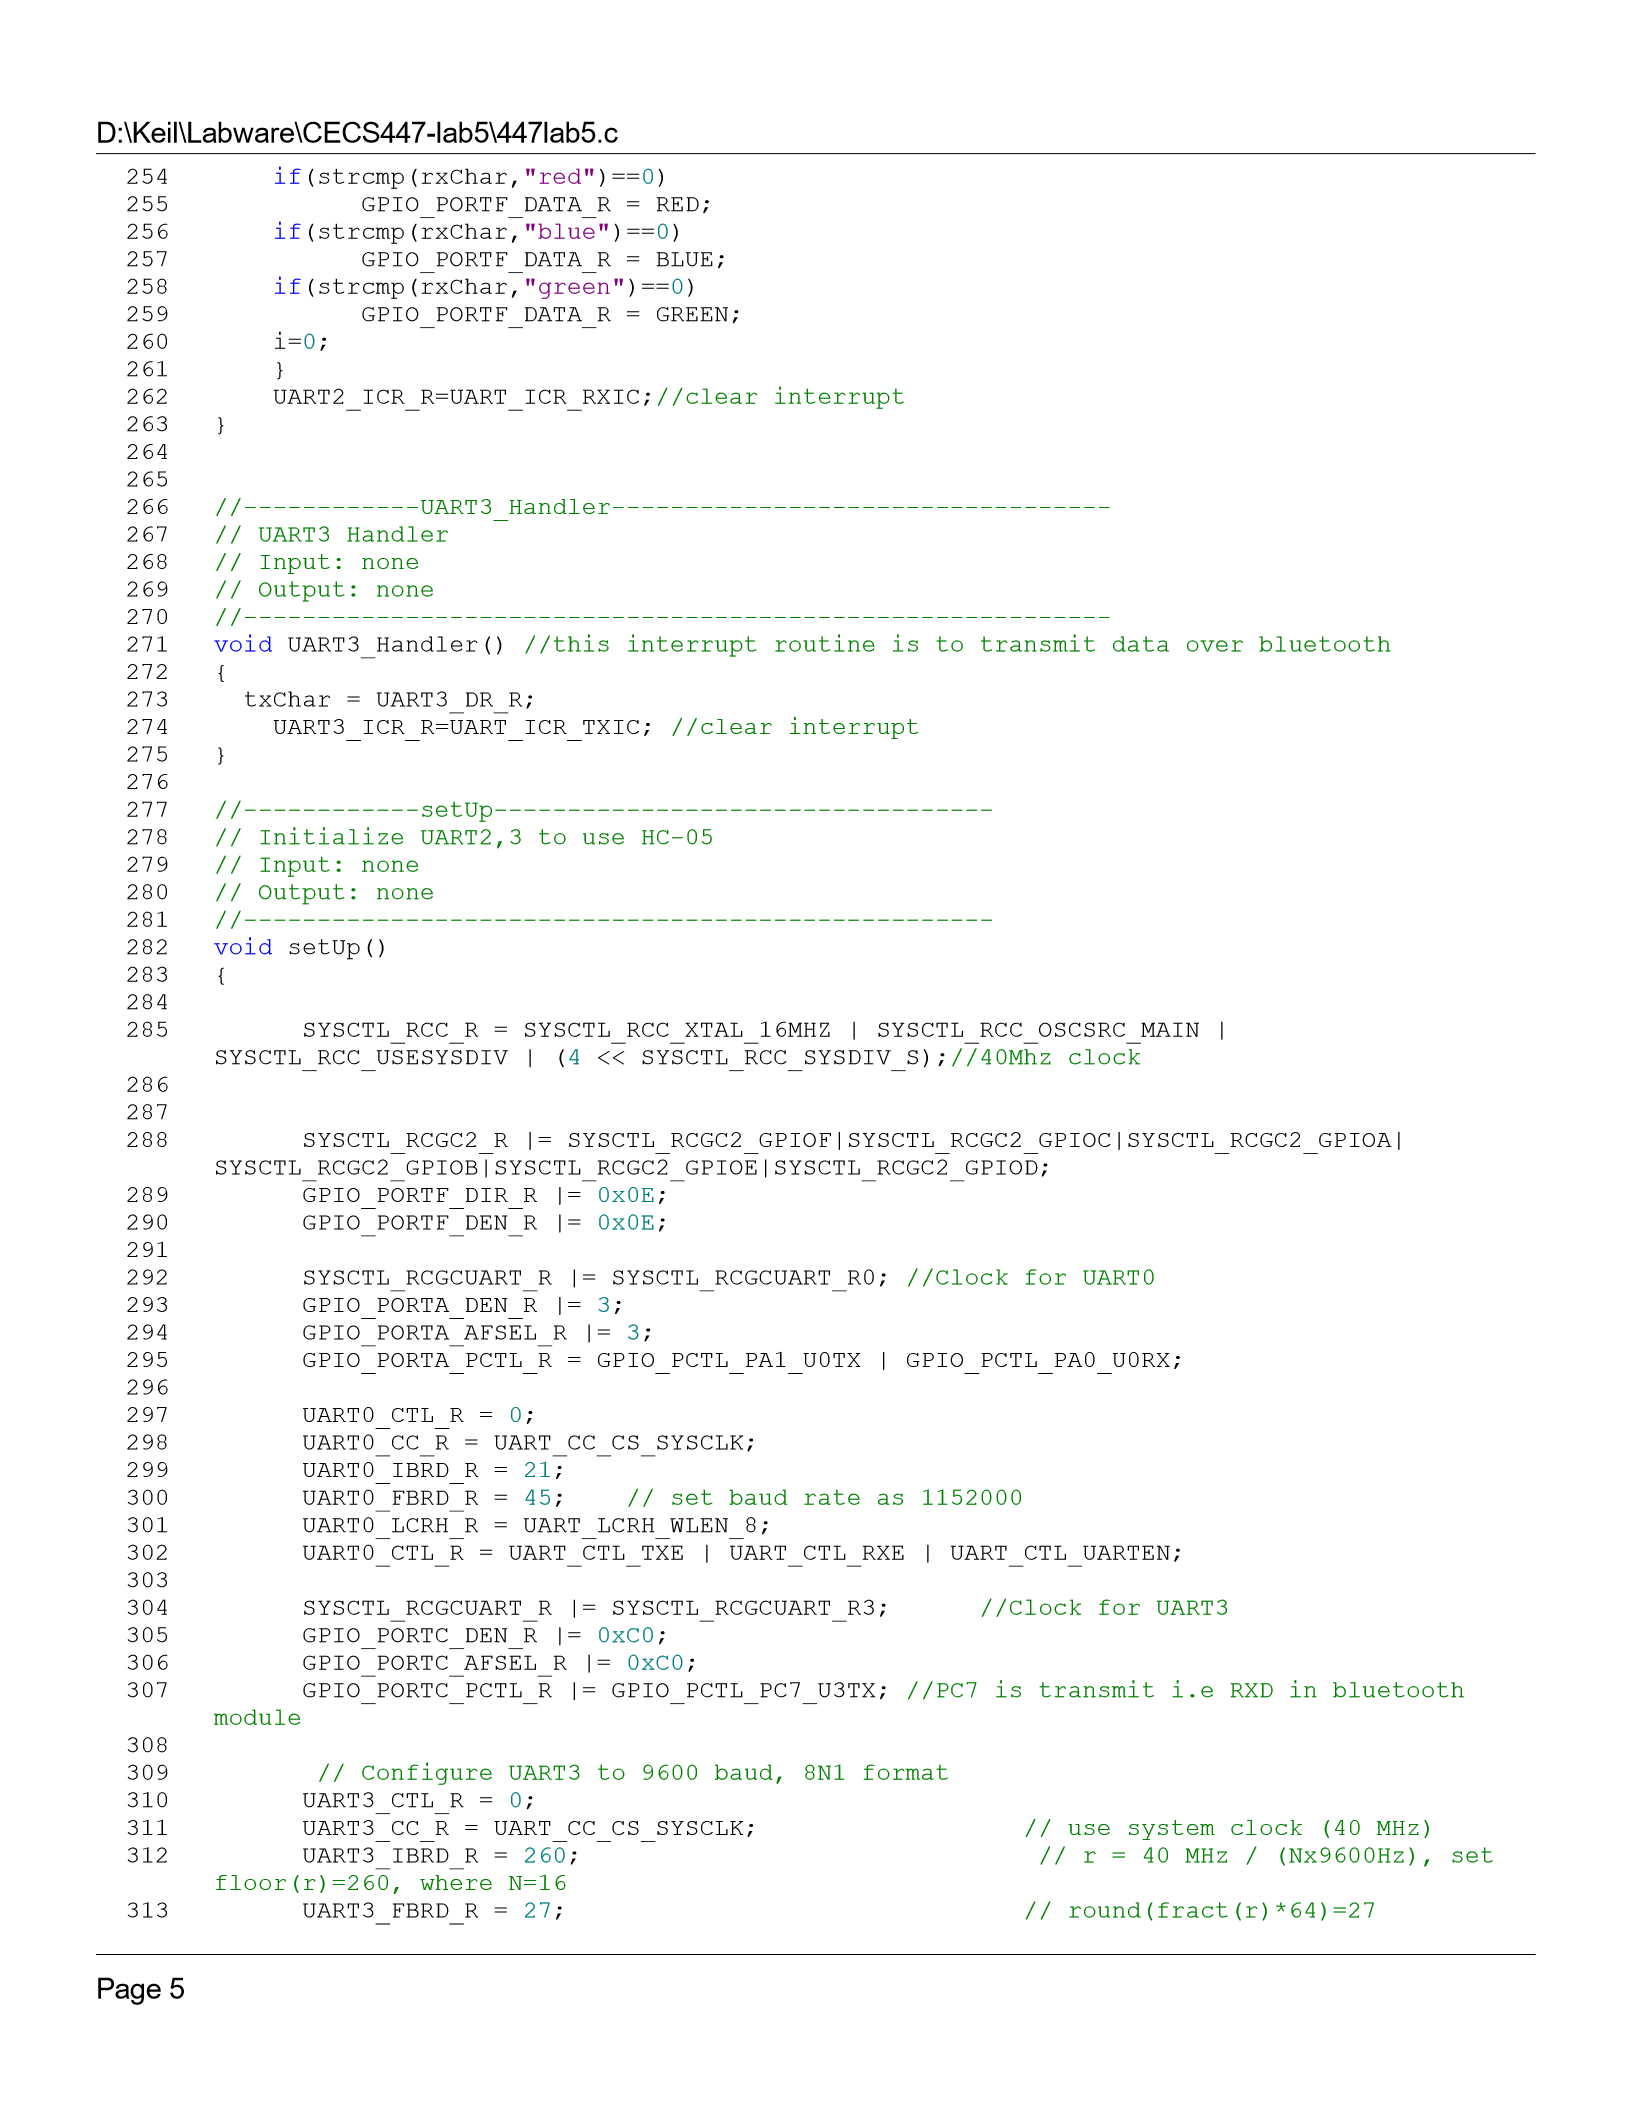 D:\Keil\Labware\CECS447-lab5\447lab5.c
254       if(strcmp(rxChar,"red")==0)
255             GPIO_PORTF_DATA_R = RED;
256       if(strcmp(rxChar,"blue")==0)
257             GPIO_PORTF_DATA_R = BLUE;
258       if(strcmp(rxChar,"green")==0)
259             GPIO_PORTF_DATA_R = GREEN;
260       i=0;
261       }
262       UART2_ICR_R=UART_ICR_RXIC;//clear interrupt
263   }
264
265
266   //------------UART3_Handler----------------------------------
267   // UART3 Handler
268   // Input: none
269   // Output: none
270   //-----------------------------------------------------------
271   void UART3_Handler() //this interrupt routine is to transmit data over bluetooth
272   {
273     txChar = UART3_DR_R;
274       UART3_ICR_R=UART_ICR_TXIC; //clear interrupt
275   }
276
277   //------------setUp----------------------------------
278   // Initialize UART2,3 to use HC-05
279   // Input: none
280   // Output: none
281   //---------------------------------------------------
282   void setUp()
283   {
284
285         SYSCTL_RCC_R = SYSCTL_RCC_XTAL_16MHZ | SYSCTL_RCC_OSCSRC_MAIN |
SYSCTL_RCC_USESYSDIV | (4 << SYSCTL_RCC_SYSDIV_S);//40Mhz clock
286
287
288         SYSCTL_RCGC2_R |= SYSCTL_RCGC2_GPIOF|SYSCTL_RCGC2_GPIOC|SYSCTL_RCGC2_GPIOA|
SYSCTL_RCGC2_GPIOB|SYSCTL_RCGC2_GPIOE|SYSCTL_RCGC2_GPIOD;
289         GPIO_PORTF_DIR_R |= 0x0E;
290         GPIO_PORTF_DEN_R |= 0x0E;
291
292         SYSCTL_RCGCUART_R |= SYSCTL_RCGCUART_R0; //Clock for UART0
293         GPIO_PORTA_DEN_R |= 3;
294         GPIO_PORTA_AFSEL_R |= 3;
295         GPIO_PORTA_PCTL_R = GPIO_PCTL_PA1_U0TX | GPIO_PCTL_PA0_U0RX;
296
297         UART0_CTL_R = 0;
298         UART0_CC_R = UART_CC_CS_SYSCLK;
299         UART0_IBRD_R = 21;
300         UART0_FBRD_R = 45;    // set baud rate as 1152000
301         UART0_LCRH_R = UART_LCRH_WLEN_8;
302         UART0_CTL_R = UART_CTL_TXE | UART_CTL_RXE | UART_CTL_UARTEN;
303
304         SYSCTL_RCGCUART_R |= SYSCTL_RCGCUART_R3;      //Clock for UART3
305         GPIO_PORTC_DEN_R |= 0xC0;
306         GPIO_PORTC_AFSEL_R |= 0xC0;
307         GPIO_PORTC_PCTL_R |= GPIO_PCTL_PC7_U3TX; //PC7 is transmit i.e RXD in bluetooth
module
308
309          // Configure UART3 to 9600 baud, 8N1 format
310         UART3_CTL_R = 0;
311         UART3_CC_R = UART_CC_CS_SYSCLK;                  // use system clock (40 MHz)
312         UART3_IBRD_R = 260;                               // r = 40 MHz / (Nx9600Hz), set
floor(r)=260, where N=16
313         UART3_FBRD_R = 27;                               // round(fract(r)*64)=27
Page 5